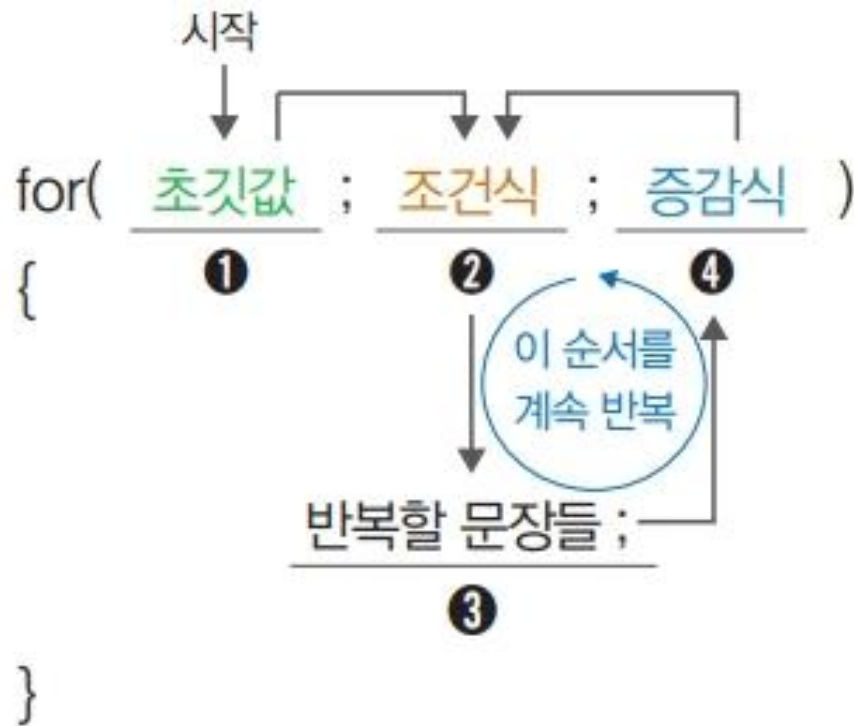 시작
for( 초깃값 ; 조건식 ; 증감식 )
❶ ❷ ❹
{
이 순서를
계속 반복
반복할 문장들 ;
❸
}